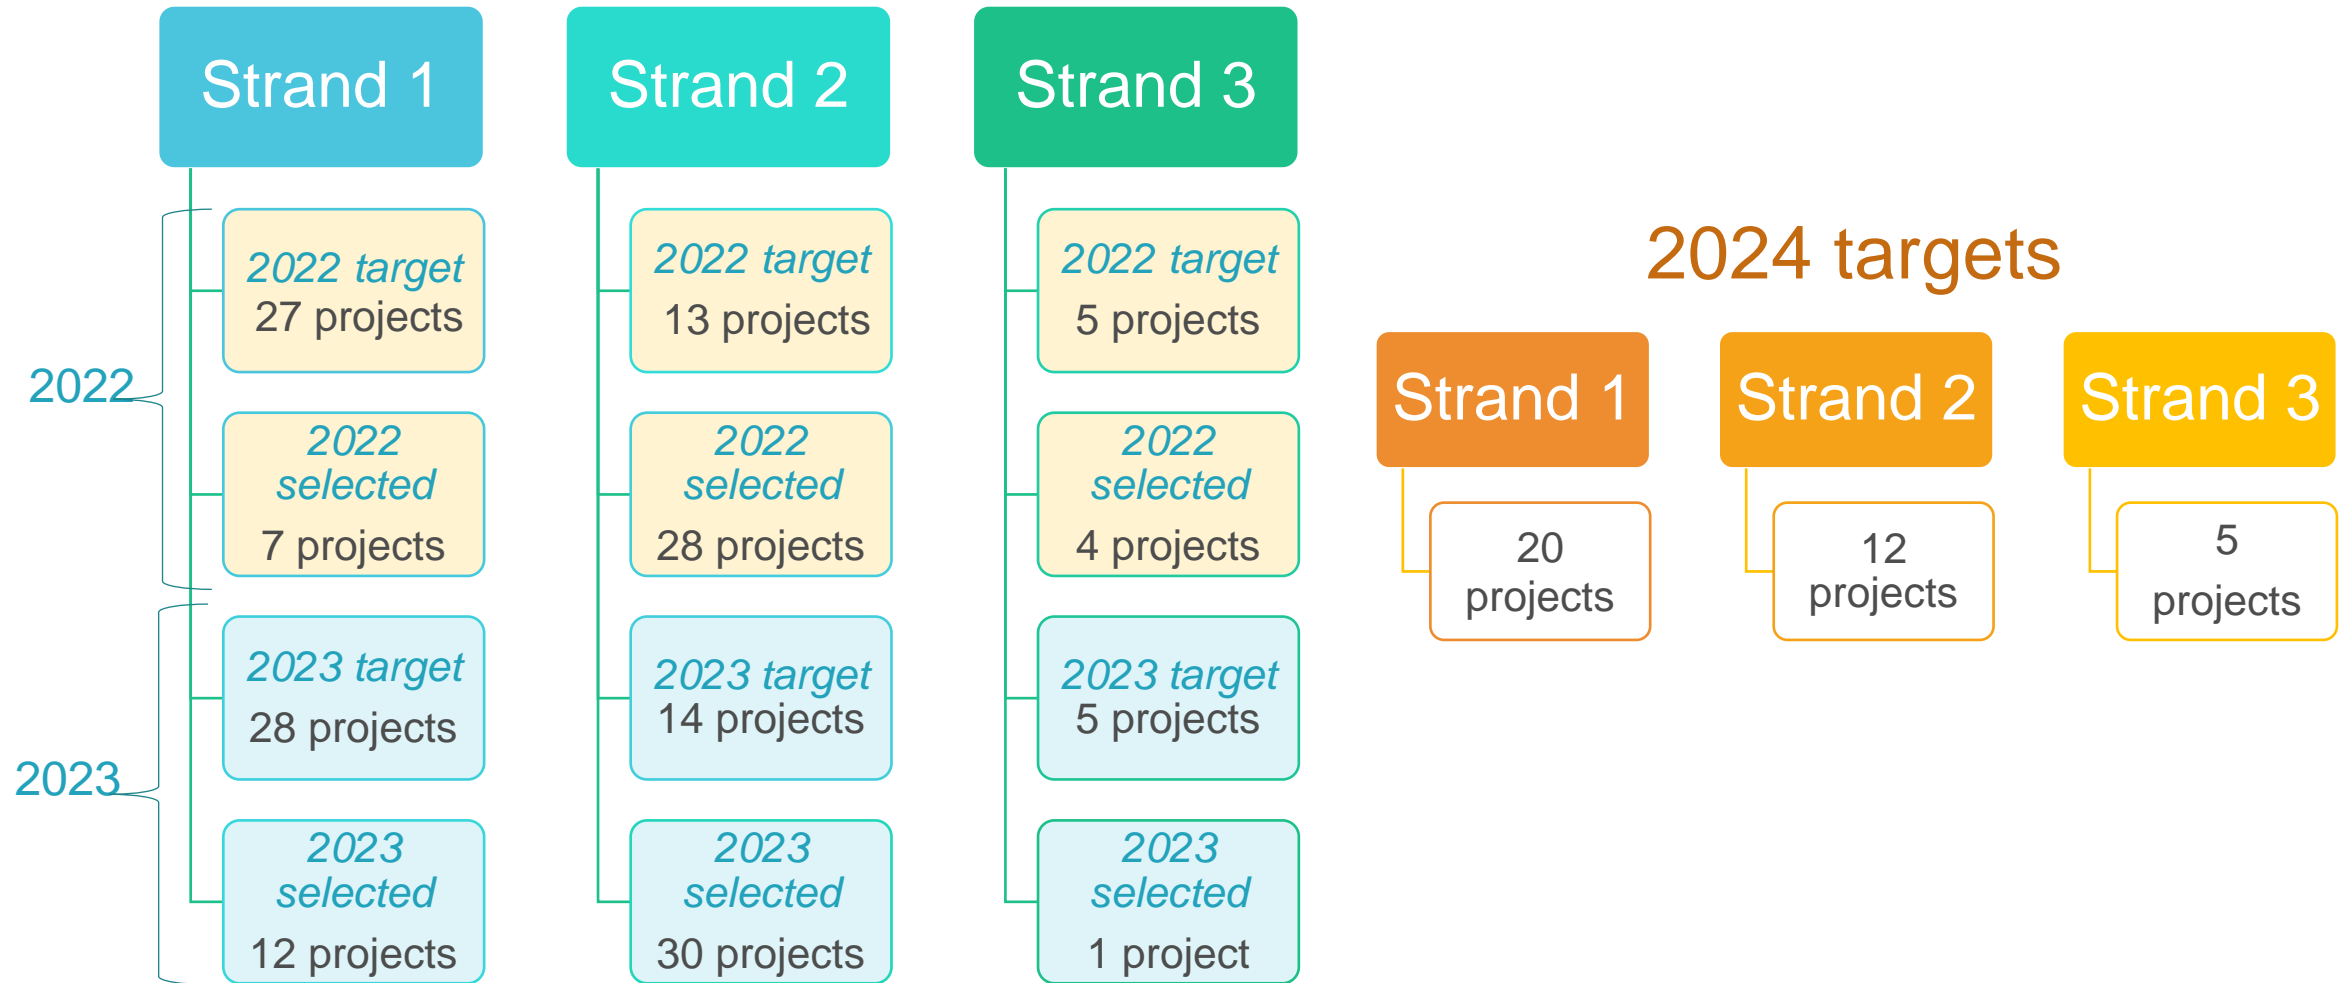 Strand 1
Strand 2
Strand 3
2022
2022 target
27 projects
2022 target
13 projects
2022 target
5 projects
2022
selected
7 projects
2022
selected
28 projects
2022
selected
4 projects
2023
2023 target
28 projects
2023 target
14 projects
2023 target
5 projects
2023
selected
12 projects
2023
selected
30 projects
2023
selected
1 project
2024 targets
Strand 1
Strand 2
Strand 3
20
projects
12
projects
5
projects